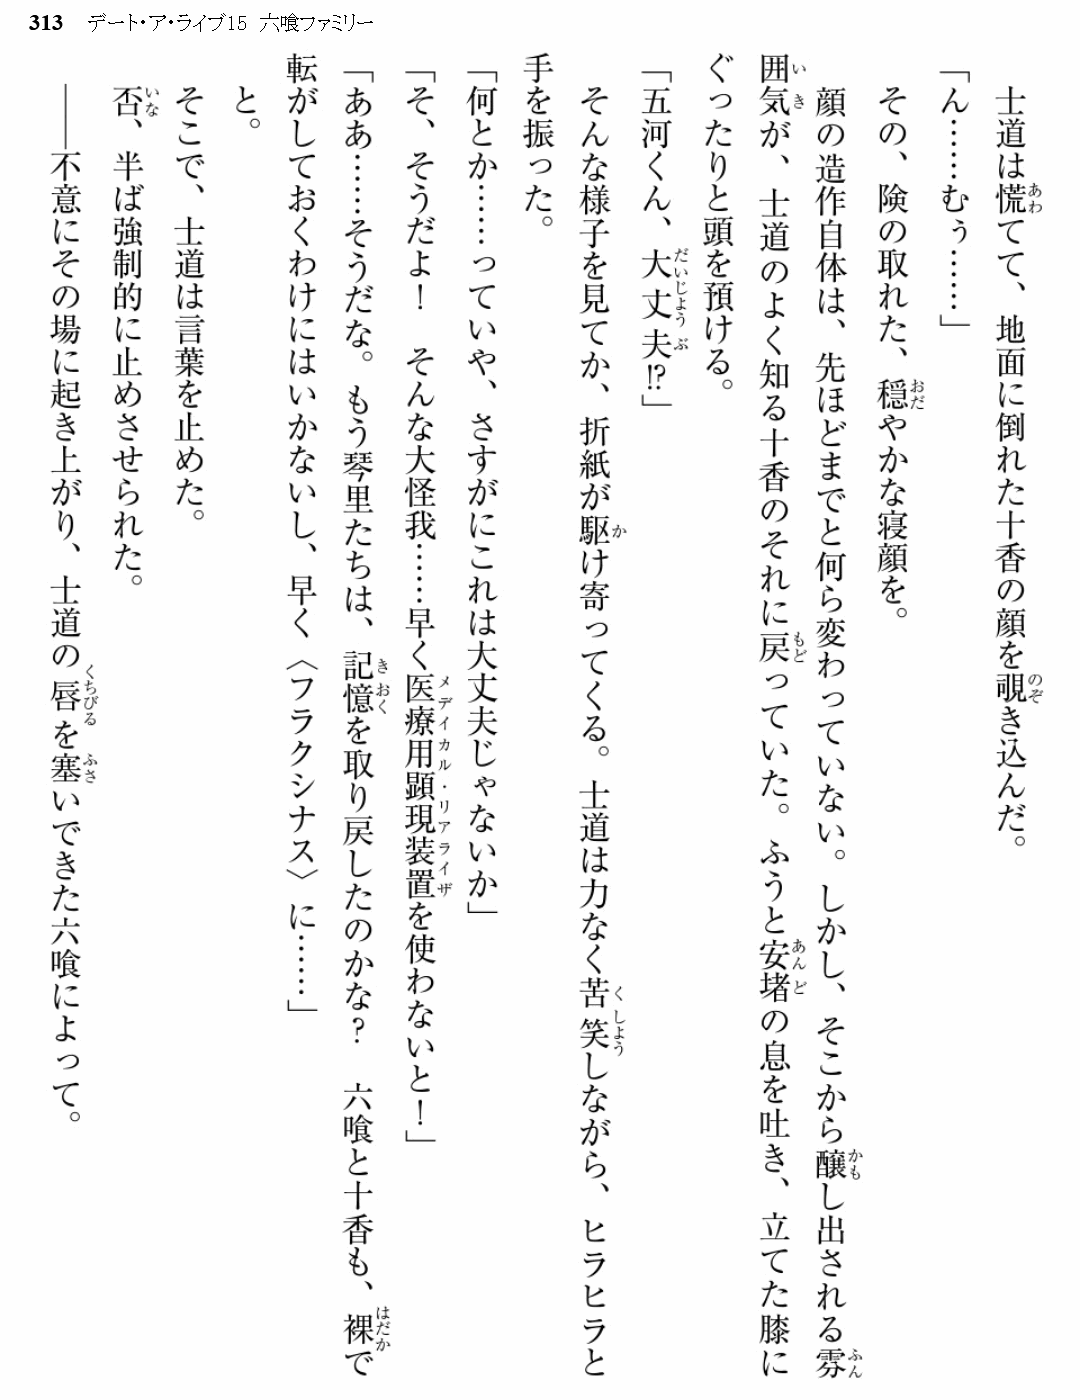 313 デート・ア・ライブ15 六喰ファミリー
士道は慌てて、地面に倒れた十香の顔を覗き込んだ。
「ん……むぅ……」
その、険の取れた、穏やかな寝顔を。
顔の造作自体は、先ほどまでと何ら変わっていない。しかし、そこから醸し出される雰
囲気が、士道のよく知る十香のそれに戻っていた。ふうと安堵の息を吐き、立てた膝に
ぐったりと頭を預ける。
「五河くん、大丈夫!?」
そんな様子を見てか、折紙が駆け寄ってくる。士道は力なく苦笑しながら、ヒラヒラと
手を振った。
「何とか……っていや、さすがにこれは大丈夫じゃないか」
「そ、そうだよ！　そんな大怪我……早く医療用顕現装置を使わないと！」
「ああ……そうだな。もう琴里たちは、記憶を取り戻したのかな？　六喰と十香も、裸で
転がしておくわけにはいかないし、早く〈フラクシナス〉に……」
と。
そこで、士道は言葉を止めた。
否、半ば強制的に止めさせられた。
――不意にその場に起き上がり、士道の唇を塞いできた六喰によって。